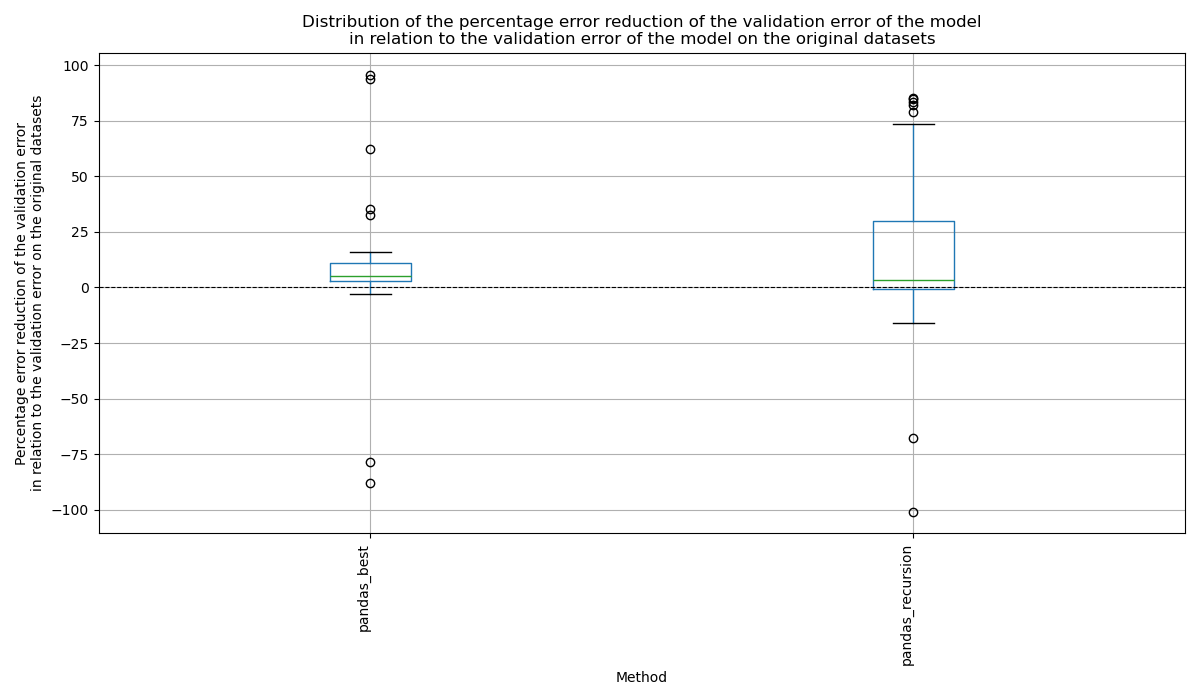 Distribution of the percentage error reduction of the validation error of the model
in relation to the validation error of the model on the original datasets
Percentage error reduction of the validation error
in relation to the validation error on the original datasets
100
75
50
25
0
−25
−50
−75
−100
pandas_best
pandas_recursion
Method